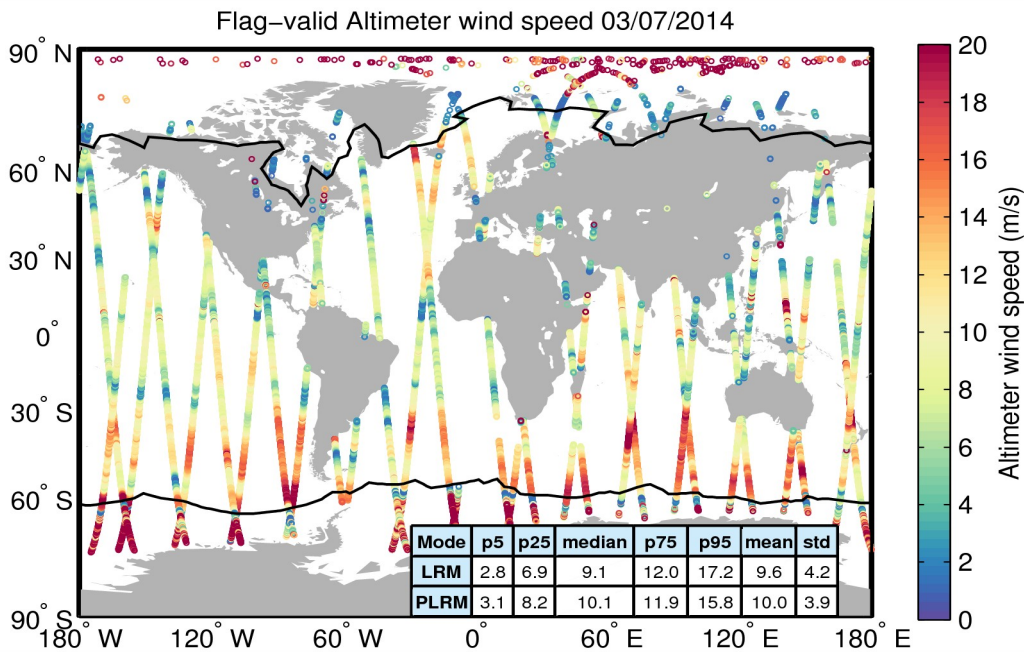 Flag−valid Altimeter wind speed 03/07/2014
90° N
60° N
30° N
0°
30° S
60° S
90° S
180° W
120° W
60° W
0°
60° E
120° E
180° E
Mode p5 p25 median p75 p95 mean std
LRM 2.8 6.9 9.1 12.0 17.2 9.6 4.2
PLRM 3.1 8.2 10.1 11.9 15.8 10.0 3.9
20
18
16
14
12
10
8
6
4
2
0
Altimeter wind speed (m/s)